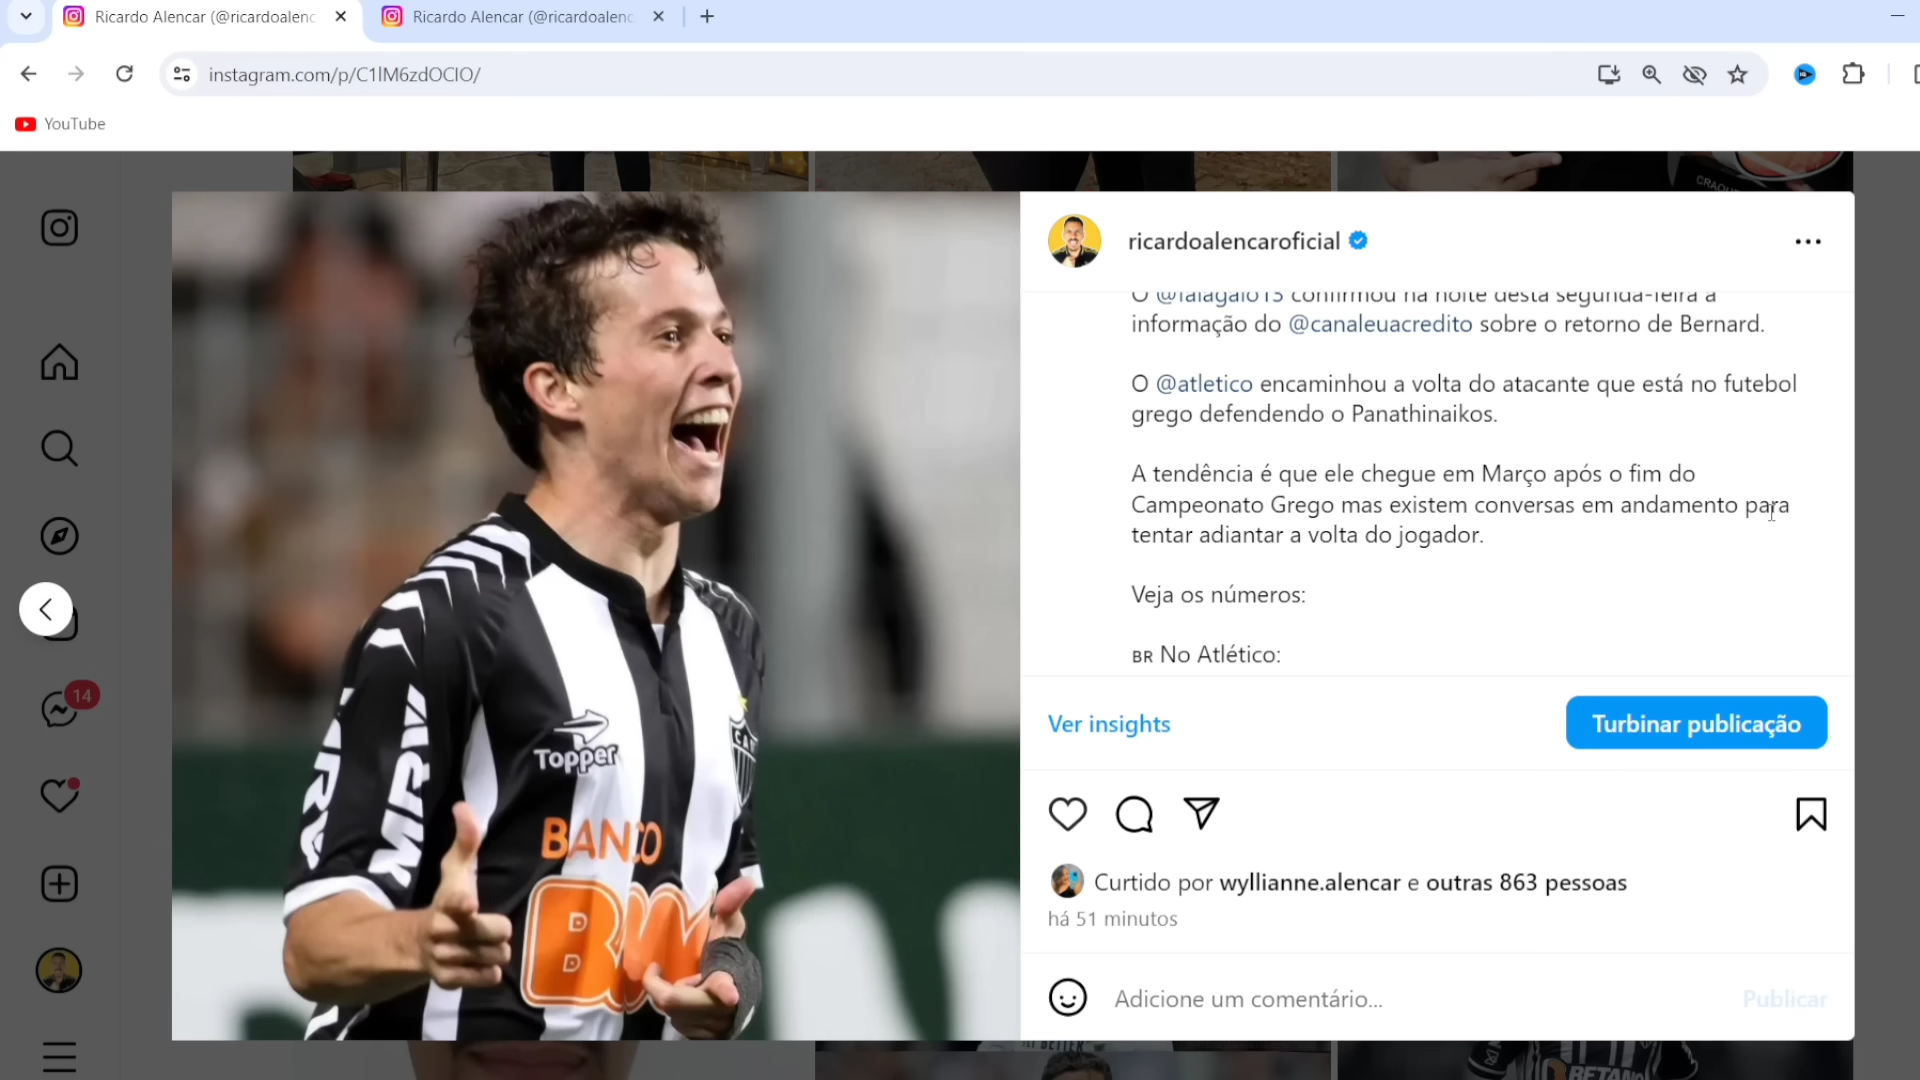 Ricardo Alencar (@ricardoalenc
Ricardo Alencar (@ricardoalenc
instagram.com/p/C1lM6zdOCIO/
YouTube
ricardoalencaroficial
O @falagalo13 confirmou na noite desta segunda-feira a
informação do @canaleuacredito sobre o retorno de Bernard.
O @atletico encaminhou a volta do atacante que está no futebol
grego defendendo o Panathinaikos.
A tendência é que ele chegue em Março após o fim do
Campeonato Grego mas existem conversas em andamento para
tentar adiantar a volta do jogador.
Veja os números:
BR No Atlético:
Ver insights
Turbinar publicação
Curtido por wyllianne.alencar e outras 863 pessoas
há 51 minutos
Adicione um comentário...
Publicar
14
Topper
MRV
MRV
CAM
BANCO
BM
BETANO